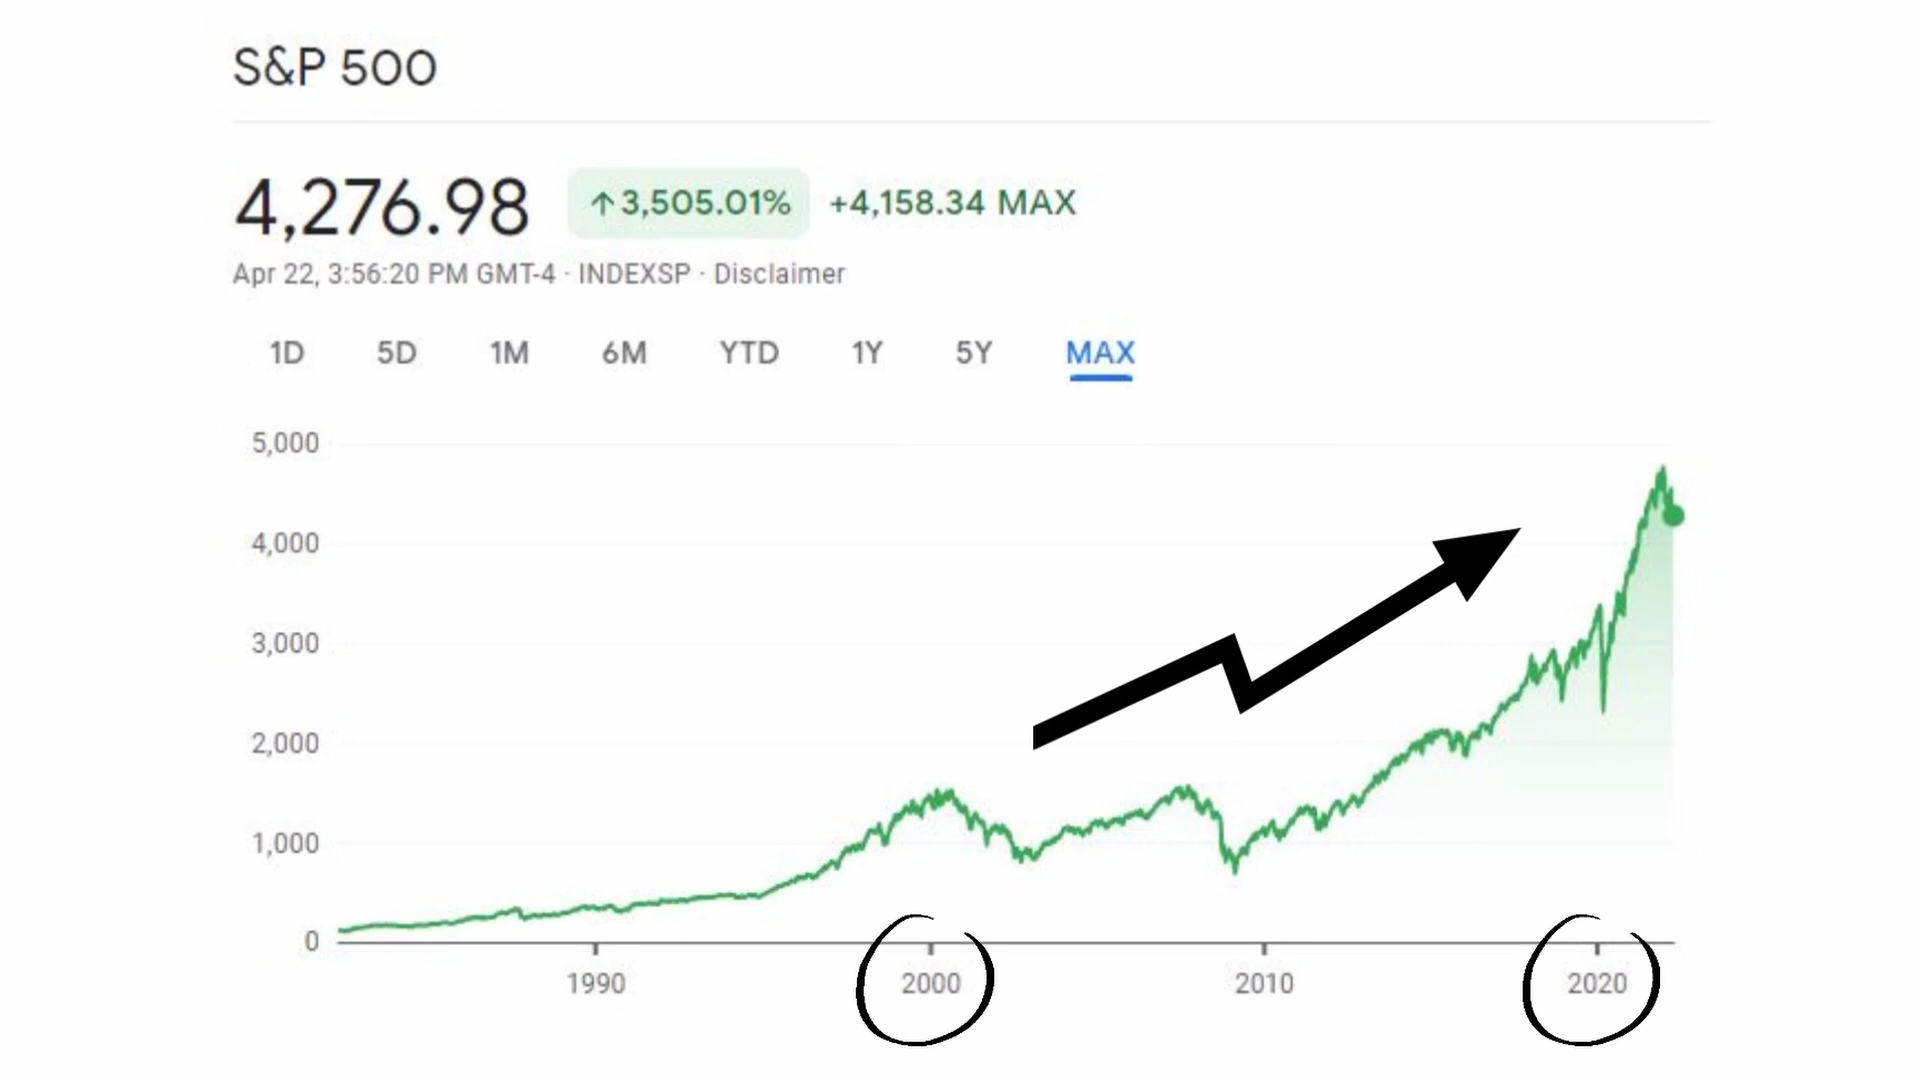 S&P 500
4,276.98 ↑3,505.01% +4,158.34 MAX
Apr 22, 3:56:20 PM GMT-4 · INDEXSP · Disclaimer
1D 5D 1M 6M YTD 1Y 5Y MAX
5,000
4,000
3,000
2,000
1,000
0
1990 2000 2010 2020